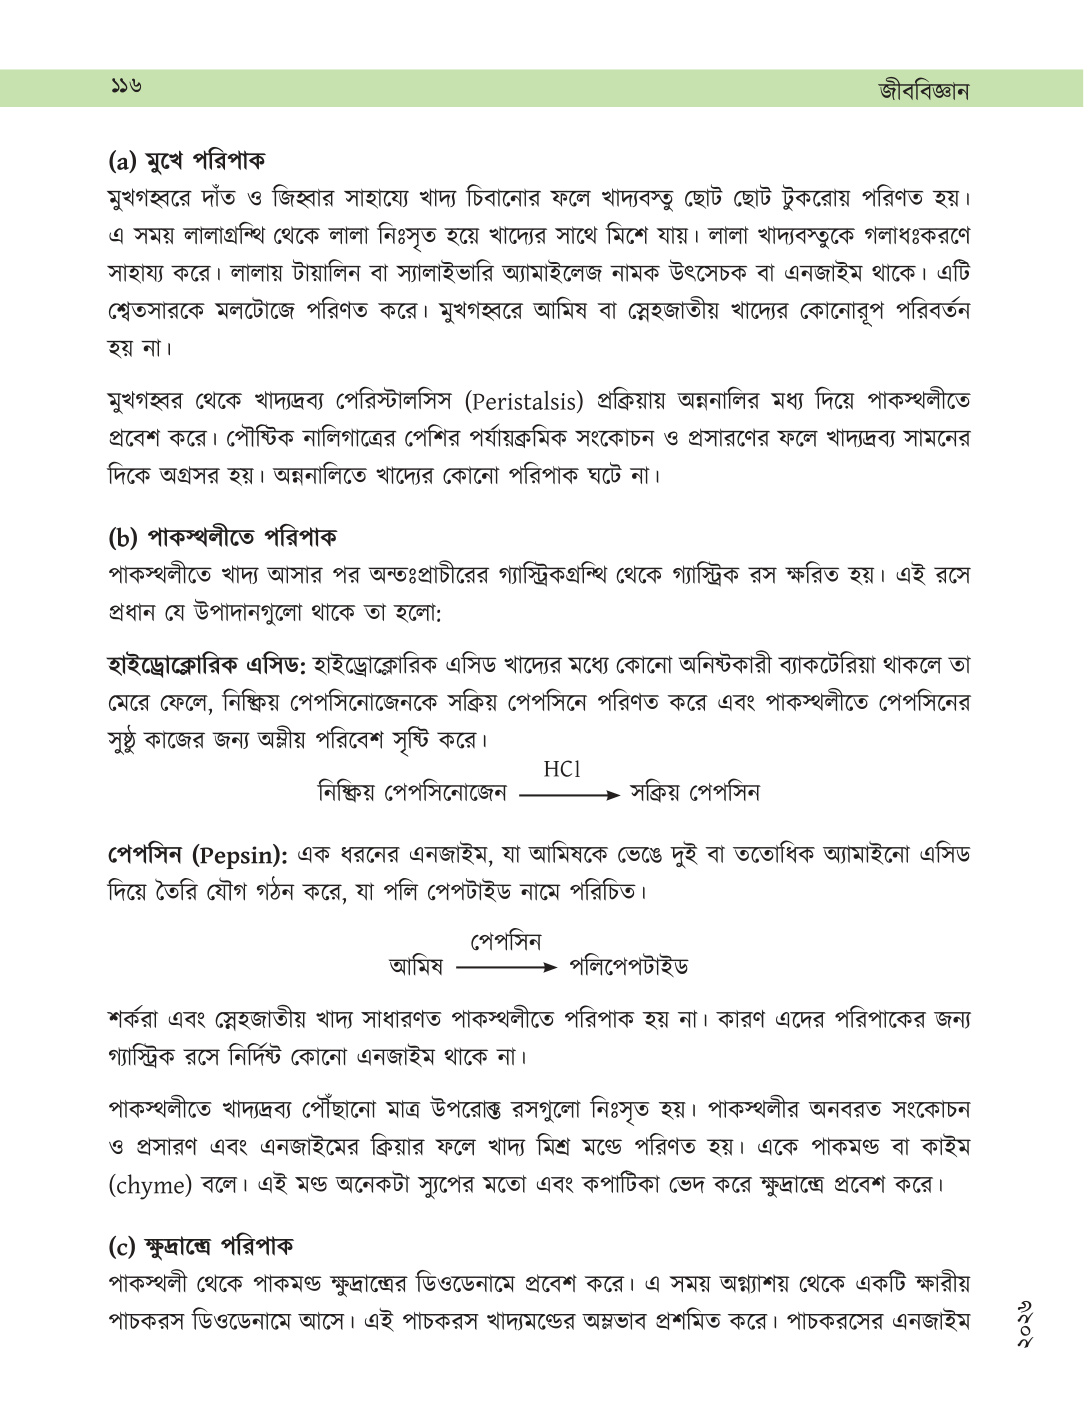 ১১৬
জীববিজ্ঞান
(a) মুখে পরিপাক
মুখগহ্বরে দাঁত ও জিহ্বার সাহায্যে খাদ্য চিবানোর ফলে খাদ্যবস্তু ছোট ছোট টুকরোয় পরিণত হয়।
এ সময় লালাগ্রন্থি থেকে লালা নিঃসৃত হয়ে খাদ্যের সাথে মিশে যায়। লালা খাদ্যবস্তুকে গলাধঃকরণে
সাহায্য করে। লালায় টায়ালিন বা স্যালাইভারি অ্যামাইলেজ নামক উৎসেচক বা এনজাইম থাকে। এটি
শ্বেতসারকে মলটোজে পরিণত করে। মুখগহ্বরে আমিষ বা স্নেহজাতীয় খাদ্যের কোনোরূপ পরিবর্তন
হয় না।
মুখগহ্বর থেকে খাদ্যদ্রব্য পেরিস্টালসিস (Peristalsis) প্রক্রিয়ায় অন্ননালির মধ্য দিয়ে পাকস্থলীতে
প্রবেশ করে। পৌষ্টিক নালিগাত্রের পেশির পর্যায়ক্রমিক সংকোচন ও প্রসারণের ফলে খাদ্যদ্রব্য সামনের
দিকে অগ্রসর হয়। অন্ননালিতে খাদ্যের কোনো পরিপাক ঘটে না।
(b) পাকস্থলীতে পরিপাক
পাকস্থলীতে খাদ্য আসার পর অন্তঃপ্রাচীরের গ্যাস্ট্রিকগ্রন্থি থেকে গ্যাস্ট্রিক রস ক্ষরিত হয়। এই রসে
প্রধান যে উপাদানগুলো থাকে তা হলো:
হাইড্রোক্লোরিক এসিড: হাইড্রোক্লোরিক এসিড খাদ্যের মধ্যে কোনো অনিষ্টকারী ব্যাকটেরিয়া থাকলে তা
মেরে ফেলে, নিষ্ক্রিয় পেপসিনোজেনকে সক্রিয় পেপসিনে পরিণত করে এবং পাকস্থলীতে পেপসিনের
সুষ্ঠু কাজের জন্য অম্লীয় পরিবেশ সৃষ্টি করে।
HCl
নিষ্ক্রিয় পেপসিনোজেন ⟶ সক্রিয় পেপসিন
পেপসিন (Pepsin): এক ধরনের এনজাইম, যা আমিষকে ভেঙে দুই বা ততোধিক অ্যামাইনো এসিড
দিয়ে তৈরি যৌগ গঠন করে, যা পলি পেপটাইড নামে পরিচিত।
পেপসিন
আমিষ ⟶ পলিপেপটাইড
শর্করা এবং স্নেহজাতীয় খাদ্য সাধারণত পাকস্থলীতে পরিপাক হয় না। কারণ এদের পরিপাকের জন্য
গ্যাস্ট্রিক রসে নির্দিষ্ট কোনো এনজাইম থাকে না।
পাকস্থলীতে খাদ্যদ্রব্য পৌঁছানো মাত্র উপরোক্ত রসগুলো নিঃসৃত হয়। পাকস্থলীর অনবরত সংকোচন
ও প্রসারণ এবং এনজাইমের ক্রিয়ার ফলে খাদ্য মিশ্র মণ্ডে পরিণত হয়। একে পাকমণ্ড বা কাইম
(chyme) বলে। এই মণ্ড অনেকটা স্যুপের মতো এবং কপাটিকা ভেদ করে ক্ষুদ্রান্ত্রে প্রবেশ করে।
(c) ক্ষুদ্রান্ত্রে পরিপাক
পাকস্থলী থেকে পাকমণ্ড ক্ষুদ্রান্ত্রের ডিওডেনামে প্রবেশ করে। এ সময় অগ্ন্যাশয় থেকে একটি ক্ষারীয়
পাচকরস ডিওডেনামে আসে। এই পাচকরস খাদ্যমণ্ডের অম্লভাব প্রশমিত করে। পাচকরসের এনজাইম
২০২৬